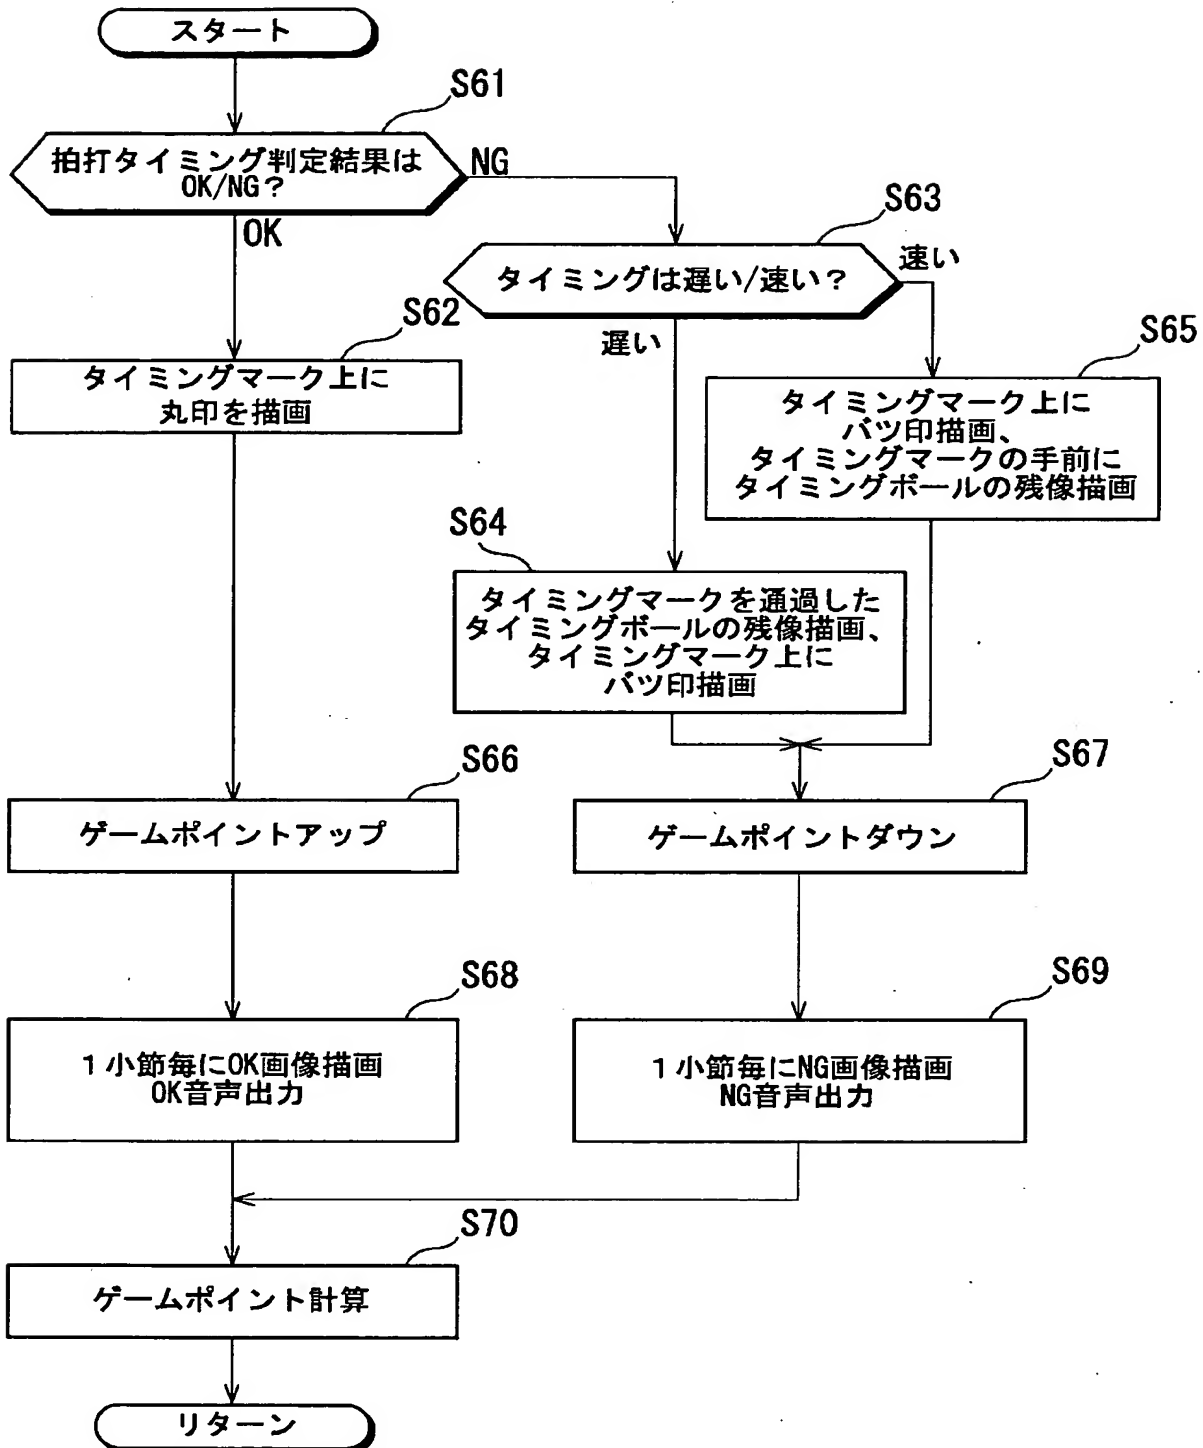 スタート
S61
拍打タイミング判定結果は
OK/NG?
NG
OK
S63
タイミングは遅い/速い?
速い
遅い
S62
タイミングマーク上に
丸印を描画
S65
タイミングマーク上に
バツ印描画、
タイミングマークの手前に
タイミングボールの残像描画
S64
タイミングマークを通過した
タイミングボールの残像描画、
タイミングマーク上に
バツ印描画
S66
ゲームポイントアップ
S67
ゲームポイントダウン
S68
1小節毎にOK画像描画
OK音声出力
S69
1小節毎にNG画像描画
NG音声出力
S70
ゲームポイント計算
リターン